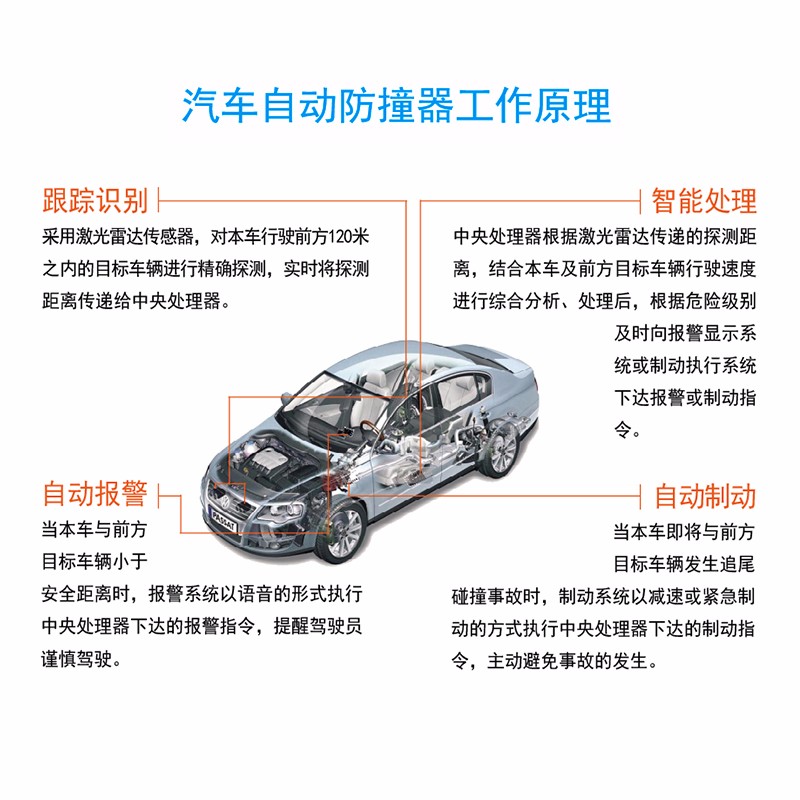 汽车自动防撞器工作原理
跟踪识别
采用激光雷达传感器，对本车行驶前方120米
之内的目标车辆进行精确探测，实时将探测
距离传递给中央处理器。
智能处理
中央处理器根据激光雷达传递的探测距
离，结合本车及前方目标车辆行驶速度
进行综合分析、处理后，根据危险级别
及时向报警显示系
统或制动执行系统
下达报警或制动指
令。
自动报警
当本车与前方
目标车辆小于
安全距离时，报警系统以语音的形式执行
中央处理器下达的报警指令，提醒驾驶员
谨慎驾驶。
自动制动
当本车即将与前方
目标车辆发生追尾
碰撞事故时，制动系统以减速或紧急制
动的方式执行中央处理器下达的制动指
令，主动避免事故的发生。
PASSAT